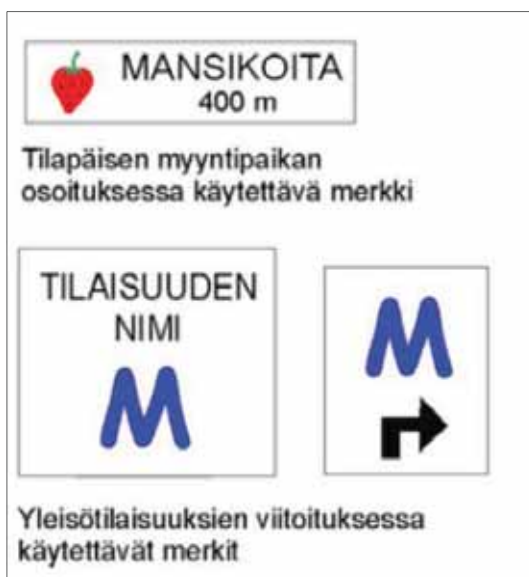 MANSIKOITA
400 m
Tilapäisen myyntipaikan
osoituksessa käytettävä merkki
TILAISUUDEN
NIMI
M
M
Yleisötilaisuuksien viitoituksessa
käytettävät merkit